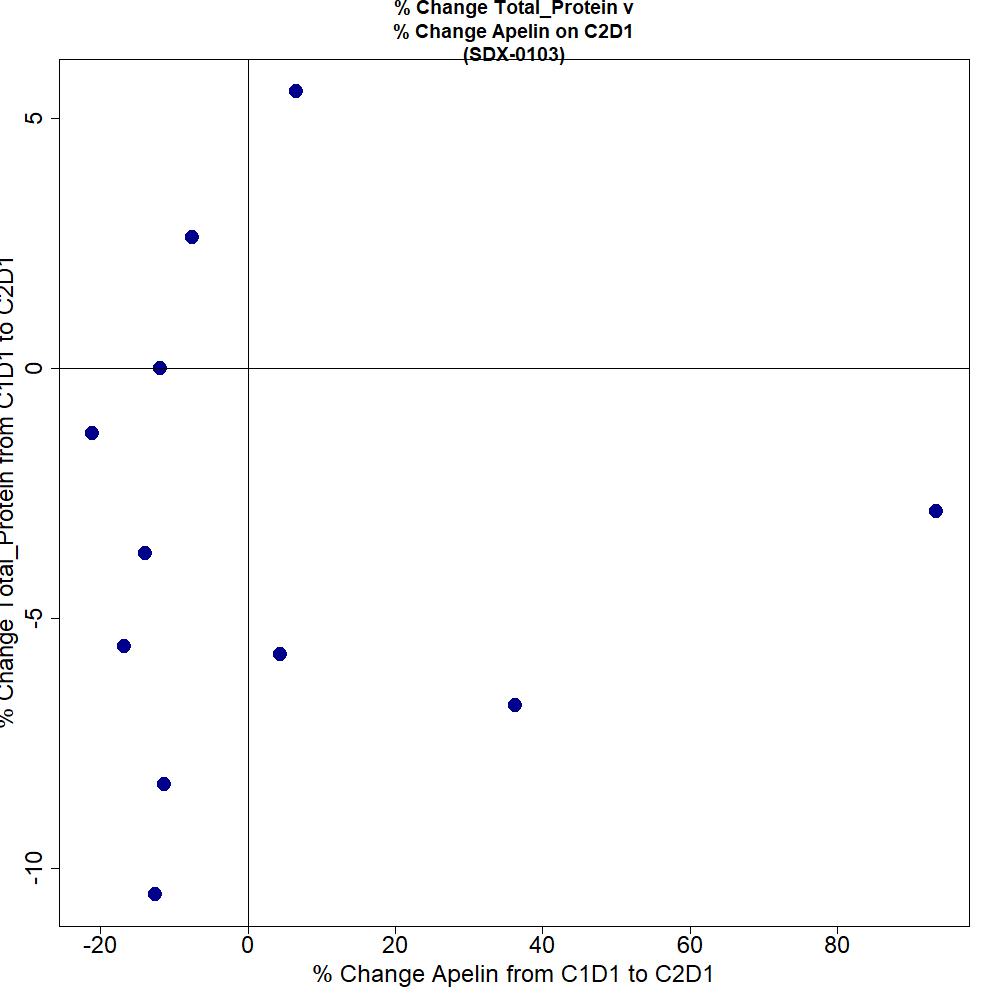 % Change Total_Protein v
% Change Apelin on C2D1
(SDX-0103)
5
0
-5
-10
% Change Total_Protein from C1D1 to C2D1
-20
0
20
40
60
80
% Change Apelin from C1D1 to C2D1